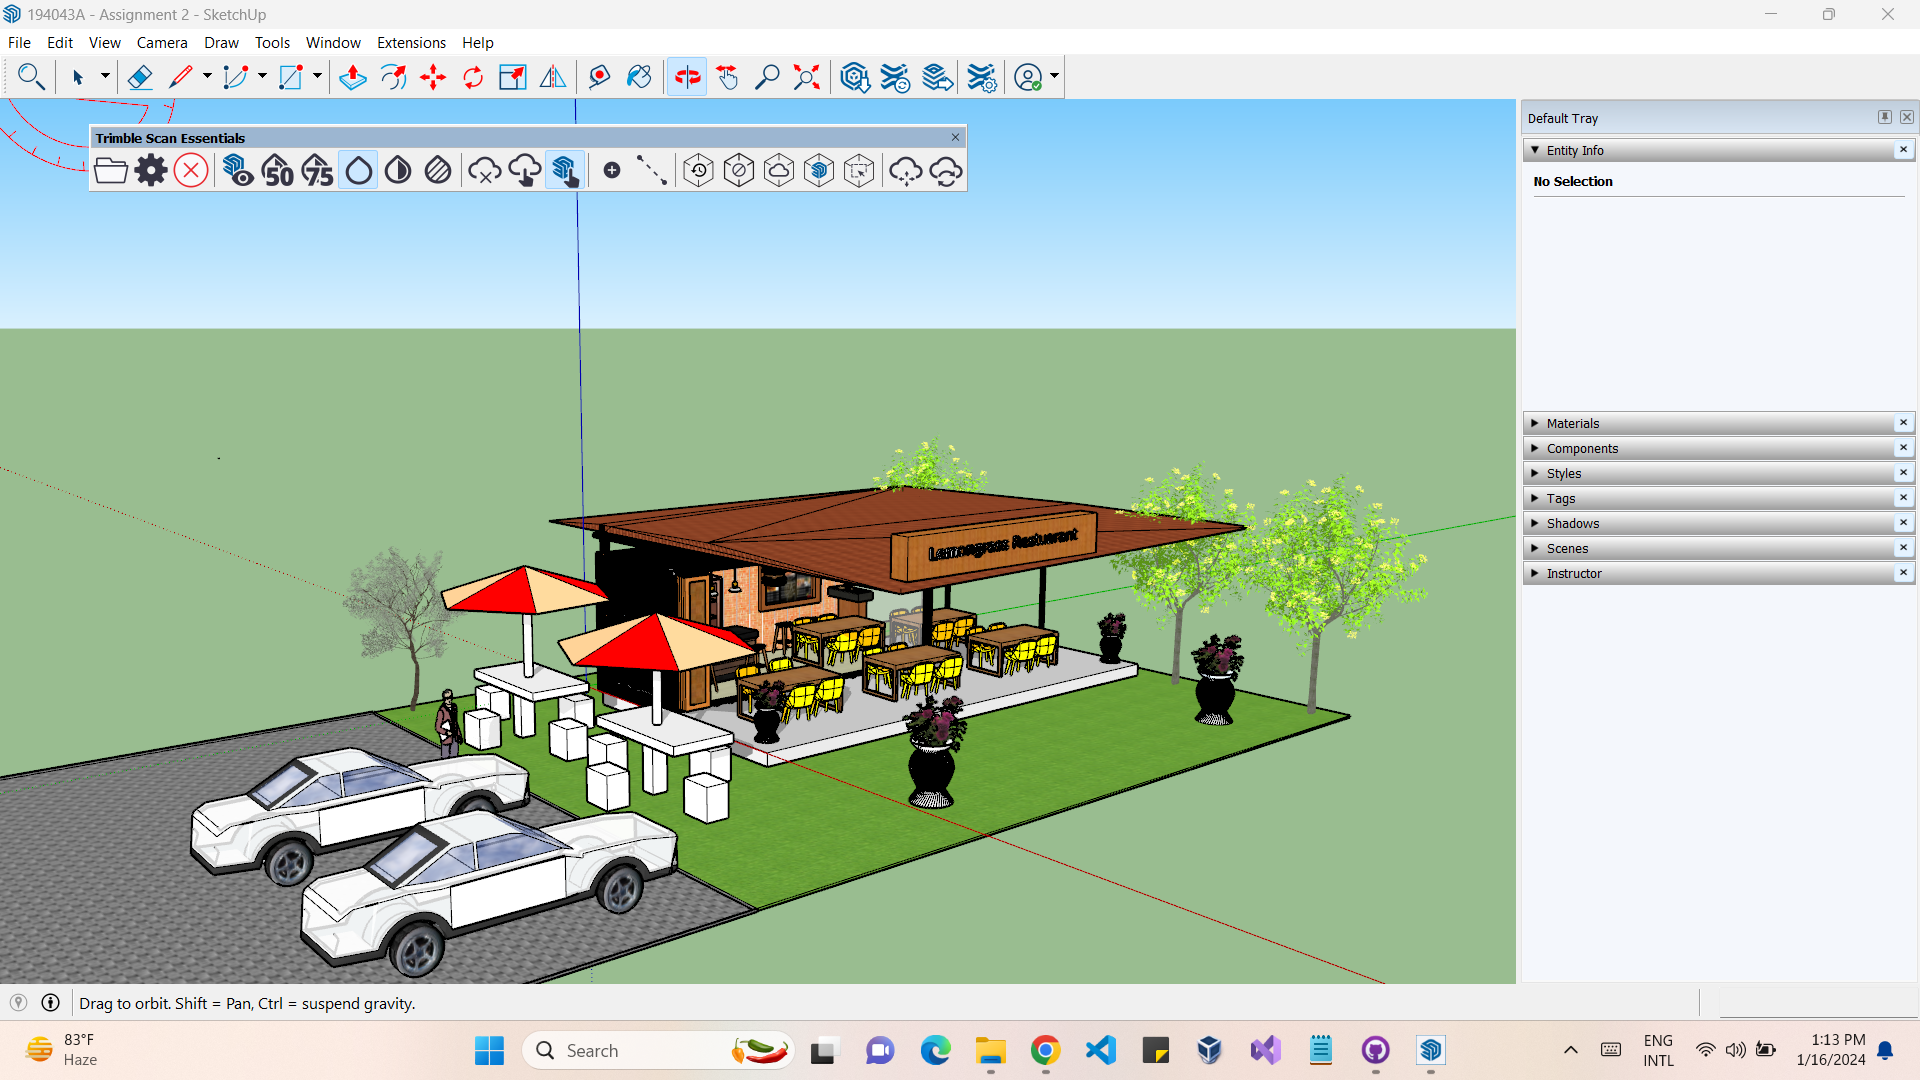 194043A - Assignment 2 - SketchUp
File Edit View Camera Draw Tools Window Extensions Help
Trimble Scan Essentials
50 75
Default Tray
Entity Info
No Selection
Materials
Components
Styles
Tags
Shadows
Scenes
Instructor
Lemongrass Restuerant
Drag to orbit. Shift = Pan, Ctrl = suspend gravity.
83°F
Haze
Search
ENG
INTL
1:13 PM
1/16/2024